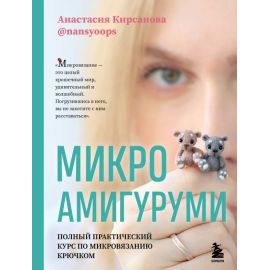 Анастасия Кирсанова
@nansyoops
«Микровязание —
это целый
крошечный мир,
удивительный и
волшебный.
Погрузившись в него,
вы не захотите с ним
расставаться».
МИКРО
АМИГУРУМИ
ПОЛНЫЙ ПРАКТИЧЕСКИЙ
КУРС ПО МИКРОВЯЗАНИЮ
КРЮЧКОМ